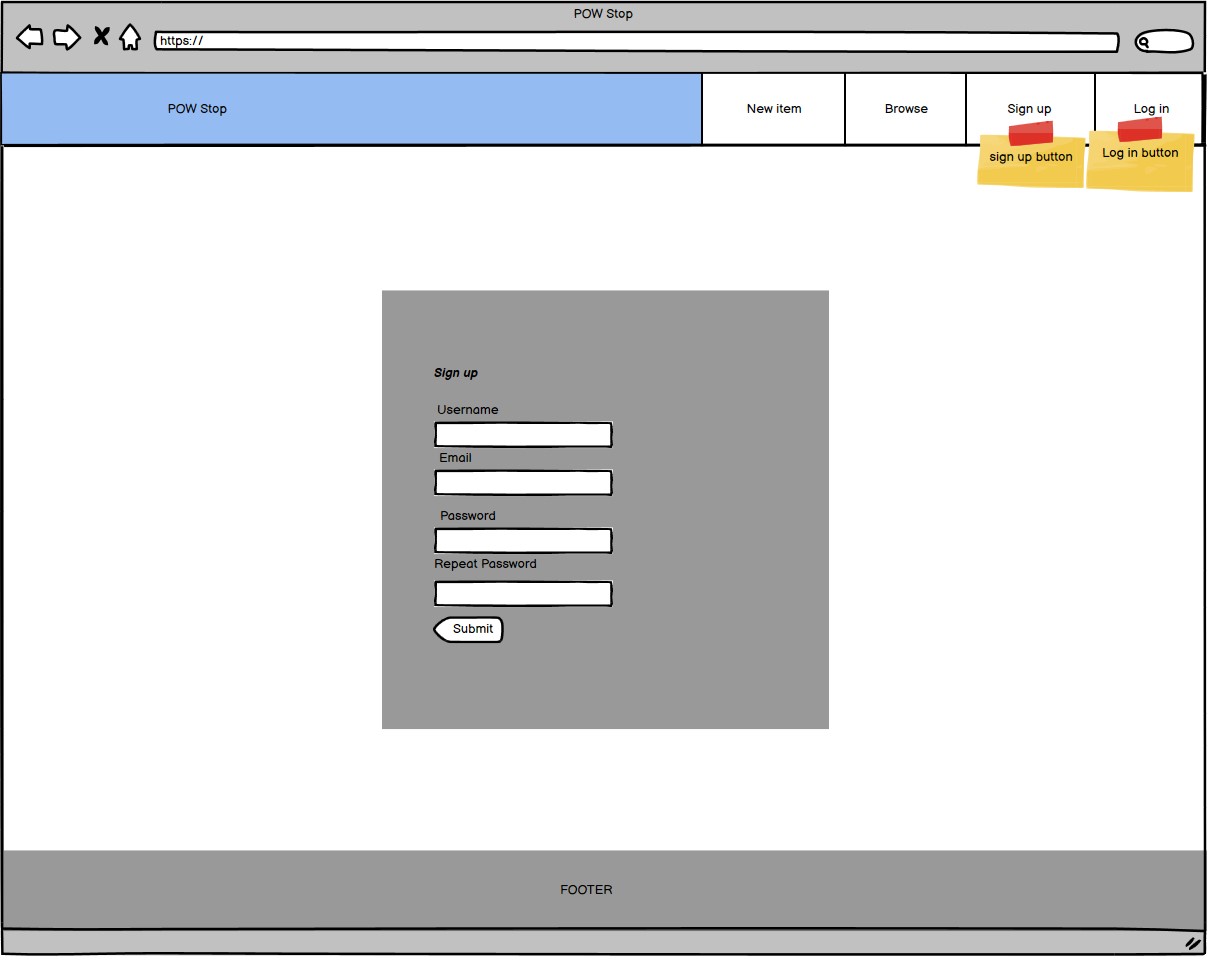 POW Stop
https://
POW Stop
New item
Browse
Sign up
Log in
sign up button
Log in button
Sign up
Username
Email
Password
Repeat Password
Submit
FOOTER